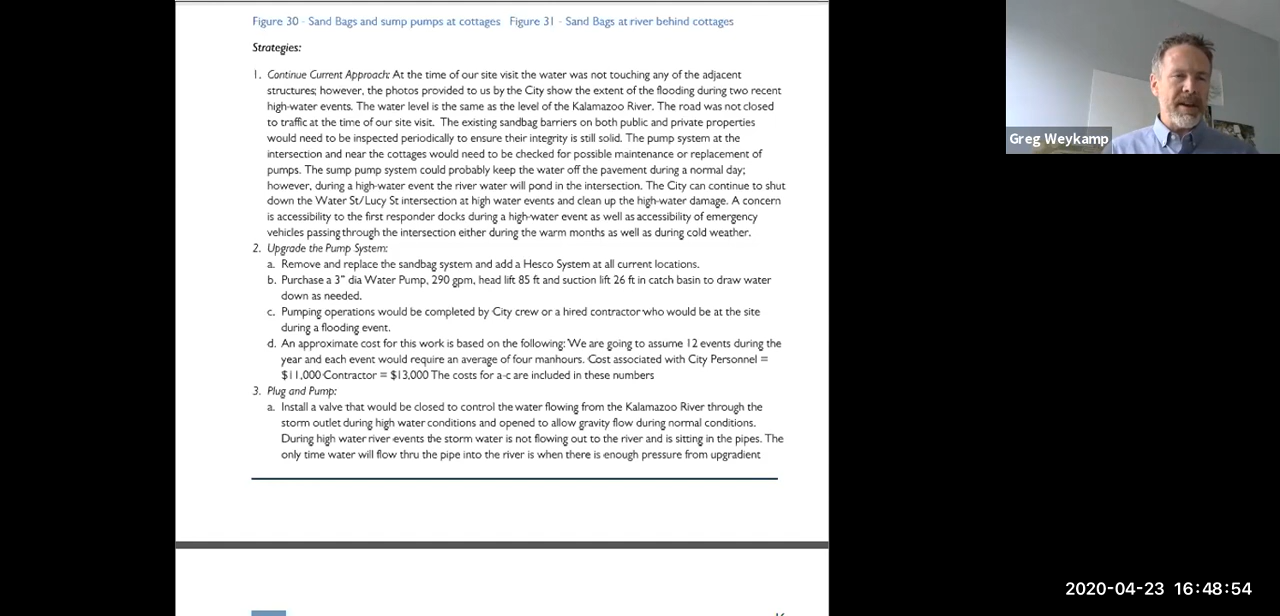 Figure 30 - Sand Bags and sump pumps at cottages Figure 31 - Sand Bags at river behind cottages
Strategies:
1. Continue Current Approach: At the time of our site visit the water was not touching any of the adjacent
structures; however, the photos provided to us by the City show the extent of the flooding during two recent
high-water events. The water level is the same as the level of the Kalamazoo River. The road was not closed
to traffic at the time of our site visit. The existing sandbag barriers on both public and private properties
would need to be inspected periodically to ensure their integrity is still solid. The pump system at the
intersection and near the cottages would need to be checked for possible maintenance or replacement of
pumps. The sump pump system could probably keep the water off the pavement during a normal day;
however, during a high-water event the river water will pond in the intersection. The City can continue to shut
down the Water St/Lucy St intersection at high water events and clean up the high-water damage. A concern
is accessibility to the first responder docks during a high-water event as well as accessibility of emergency
vehicles passing through the intersection either during the warm months as well as during cold weather.
2. Upgrade the Pump System:
a. Remove and replace the sandbag system and add a Hesco System at all current locations.
b. Purchase a 3" dia Water Pump, 290 gpm, head lift 85 ft and suction lift 26 ft in catch basin to draw water
down as needed.
c. Pumping operations would be completed by City crew or a hired contractor who would be at the site
during a flooding event.
d. An approximate cost for this work is based on the following: We are going to assume 12 events during the
year and each event would require an average of four manhours. Cost associated with City Personnel =
$11,000 Contractor = $13,000 The costs for a-c are included in these numbers
3. Plug and Pump:
a. Install a valve that would be closed to control the water flowing from the Kalamazoo River through the
storm outlet during high water conditions and opened to allow gravity flow during normal conditions.
During high water river events the storm water is not flowing out to the river and is sitting in the pipes. The
only time water will flow thru the pipe into the river is when there is enough pressure from upgradient
Greg Weykamp
2020-04-23 16:48:54